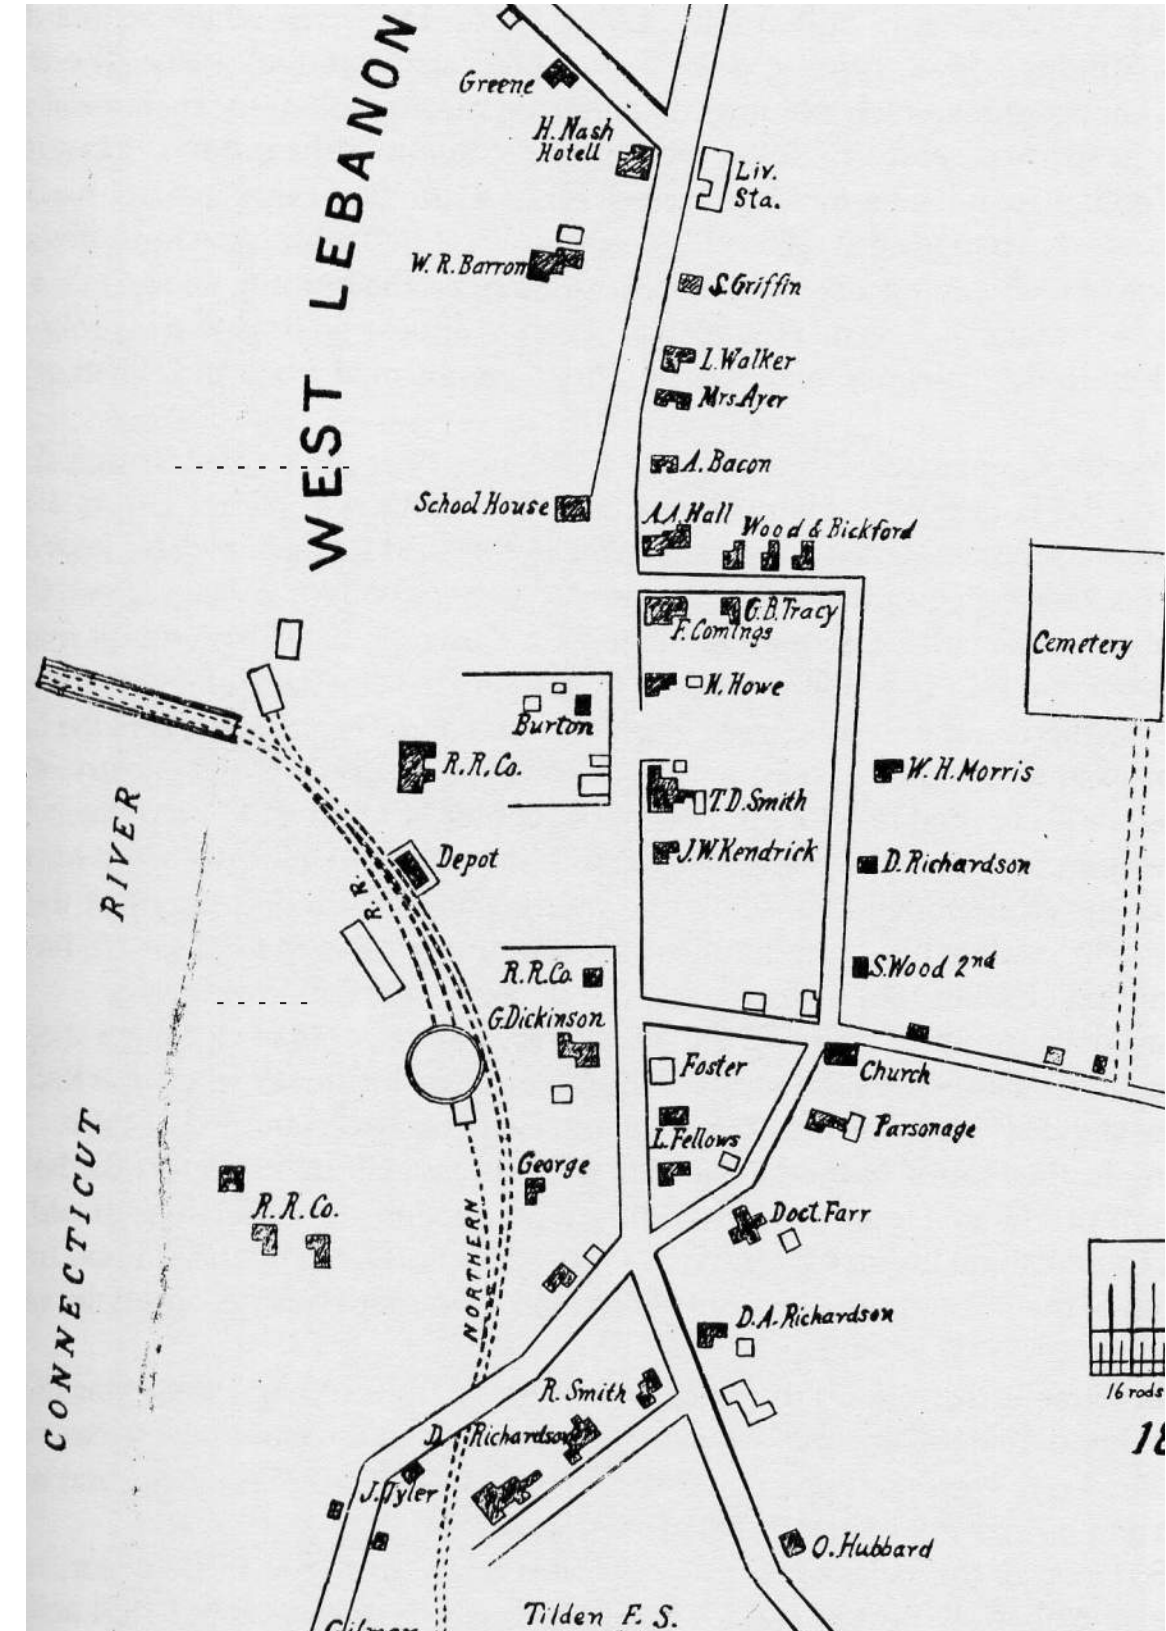 WEST LEBANON
Greene
H. Nash
Hotell
Liv.
Sta.
W. R. Barron
S. Griffin
L. Walker
Mrs. Ayer
A. Bacon
School House
A.A. Hall
Wood & Bickford
G.B. Tracy
F. Comings
Cemetery
H. Howe
Burton
R. R. Co.
W. H. Morris
T. D. Smith
J. W. Kendrick
Depot
D. Richardson
R. R.
R. R. Co.
S. Wood 2nd
G. Dickinson
Foster
Church
L. Fellows
Parsonage
George
R. R. Co.
Doct. Farr
NORTHERN
CONNECTICUT RIVER
D. A. Richardson
16 rods
R. Smith
D. Richardson
J. Tyler
O. Hubbard
Tilden F. S.